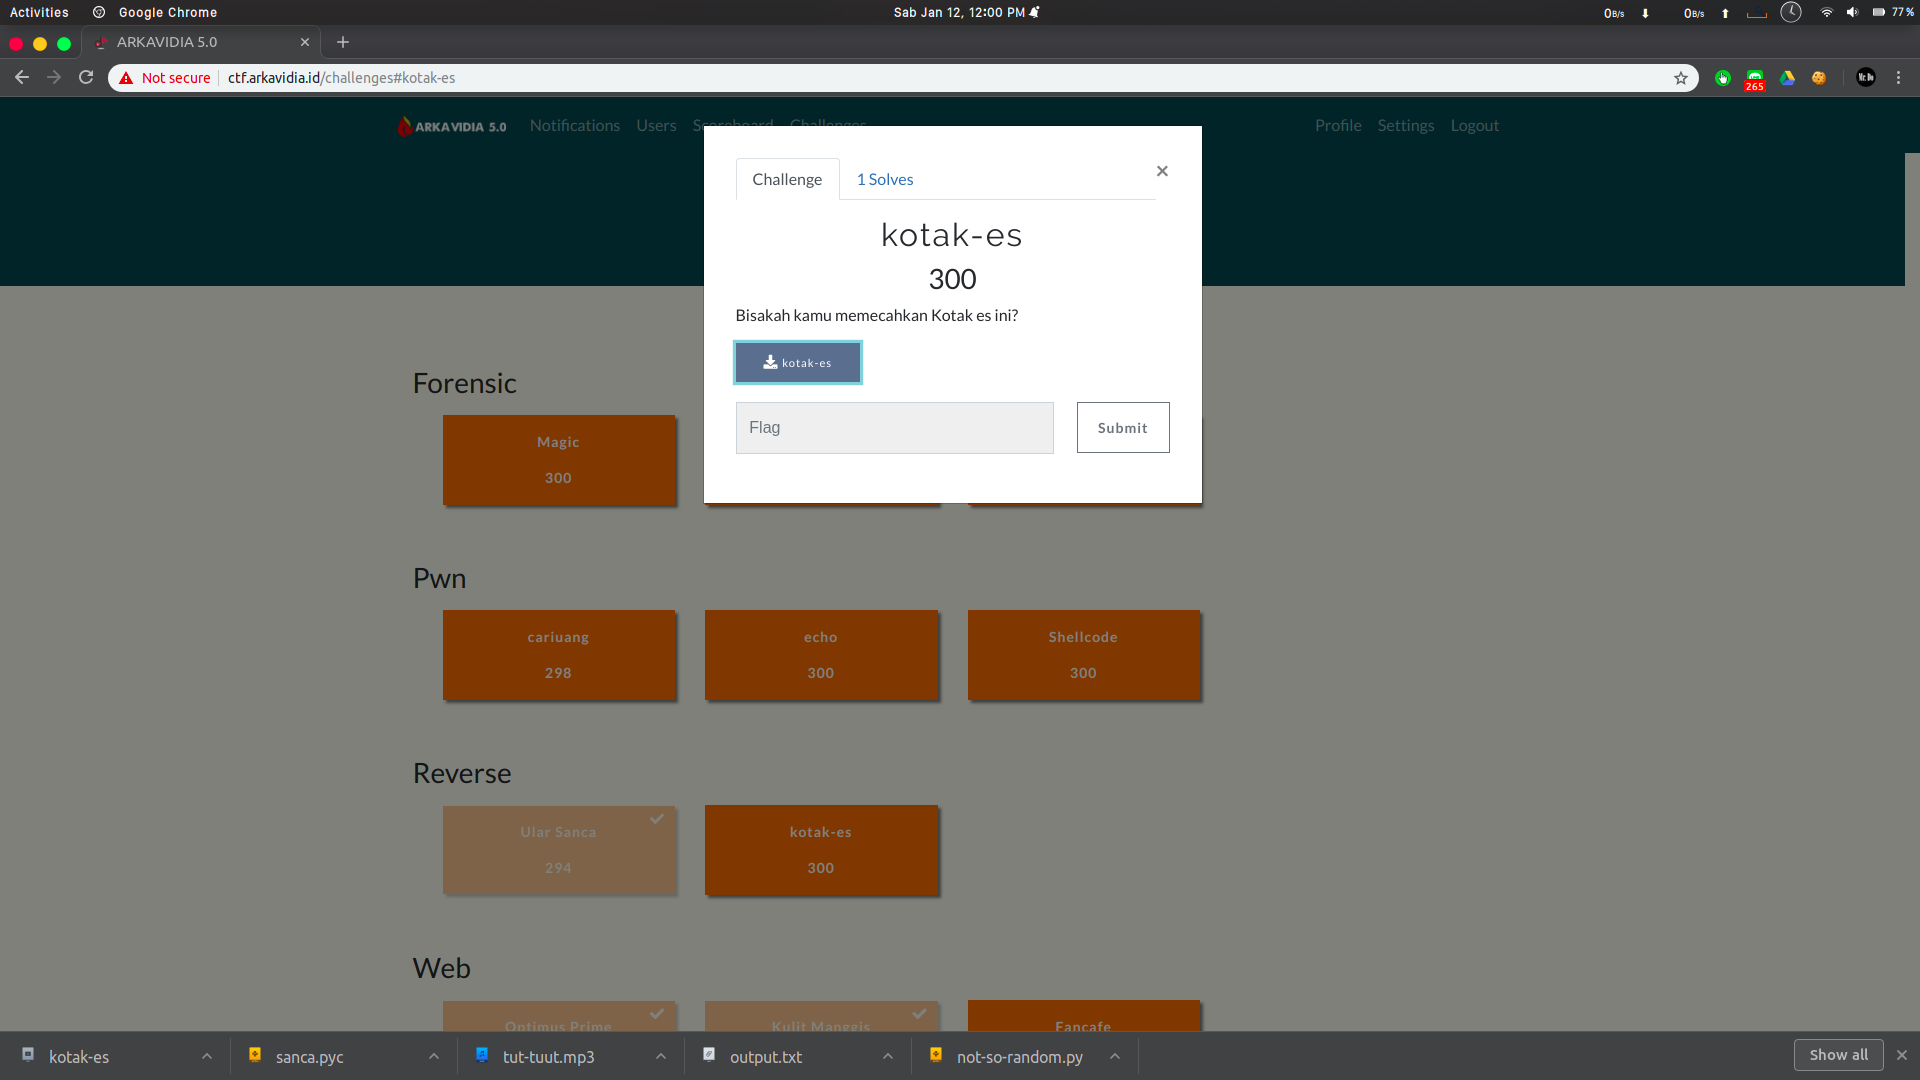 Activities Google Chrome Sab Jan 12, 12:00 PM 0B/s 0B/s 77 %
ARKAVIDIA 5.0
Not secure ctf.arkavidia.id/challenges#kotak-es 265
ARKAVIDIA 5.0 Notifications Users Scoreboard Challenges Profile Settings Logout
Challenge 1 Solves ×
kotak-es
300
Bisakah kamu memecahkan Kotak es ini?
kotak-es
Flag Submit
Forensic
Magic
300
Pwn
cariuang echo Shellcode
298 300 300
Reverse
Ular Sanca kotak-es
294 300
Web
Optimus Prime Kulit Manggis Fancafe
kotak-es sanca.pyc tut-tuut.mp3 output.txt not-so-random.py Show all